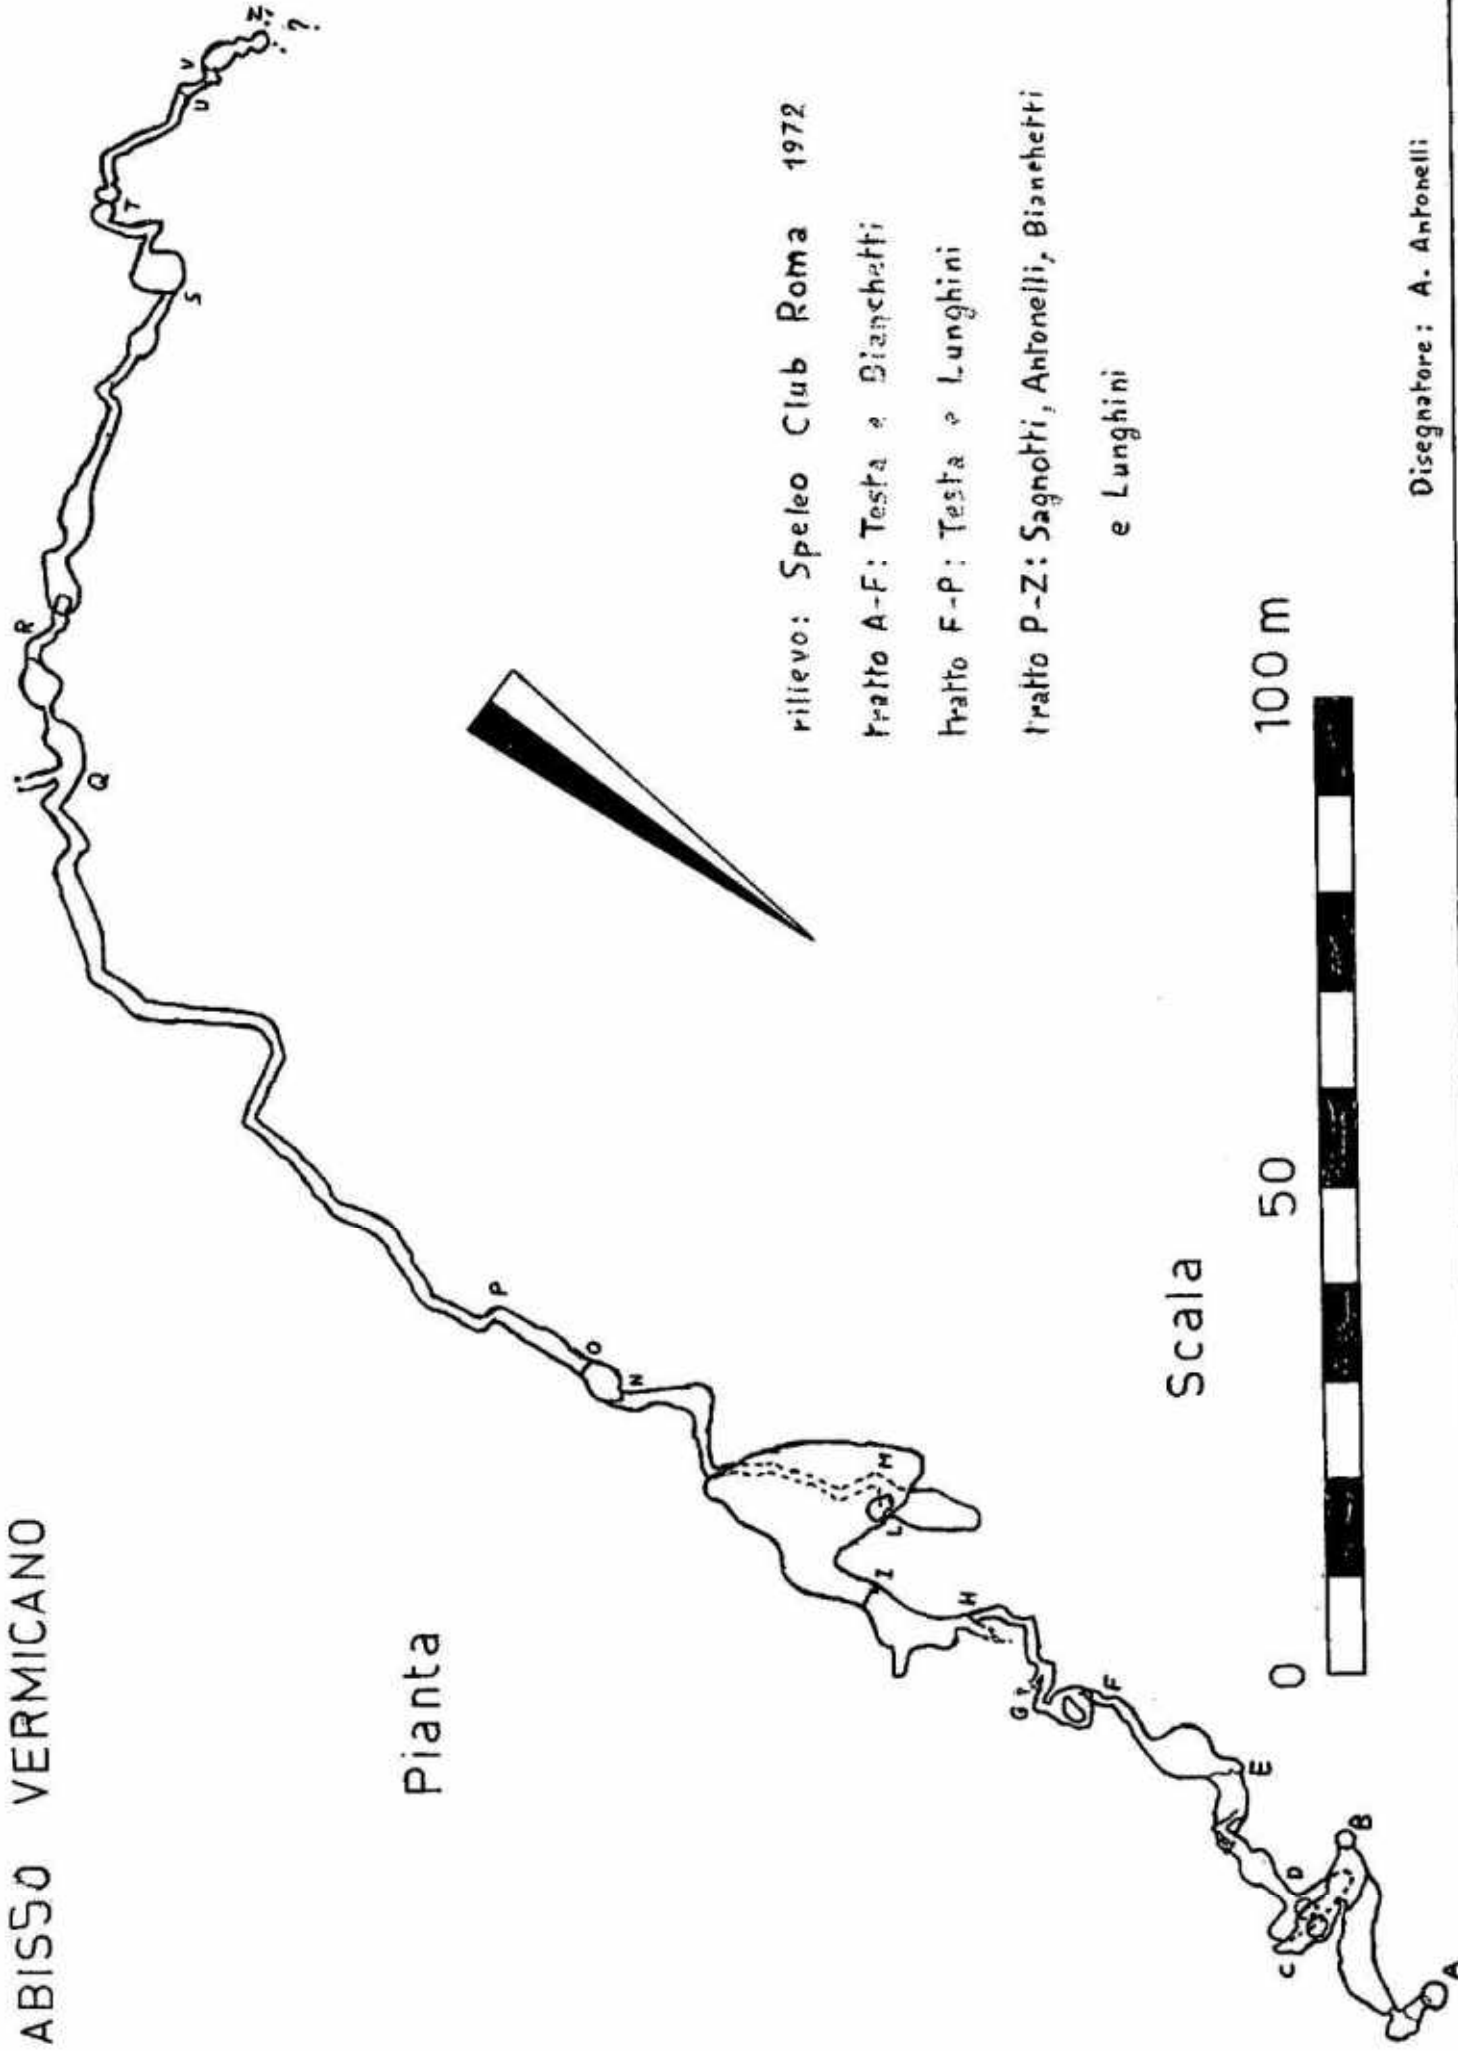 ABISSO VERMICANO
Pianta
rilievo: Speleo Club Roma 1972
tratto A-F: Testa e Bianchetti
tratto F-P: Testa e Lunghini
tratto P-Z: Sagnotti, Antonelli, Bianchetti
e Lunghini
Scala
0 50 100 m
Disegnatore: A. Antonelli
A
B
C
D
E
F
G
?
H
?
I
L
M
N
O
P
Q
R
S
T
U
V
Z
?